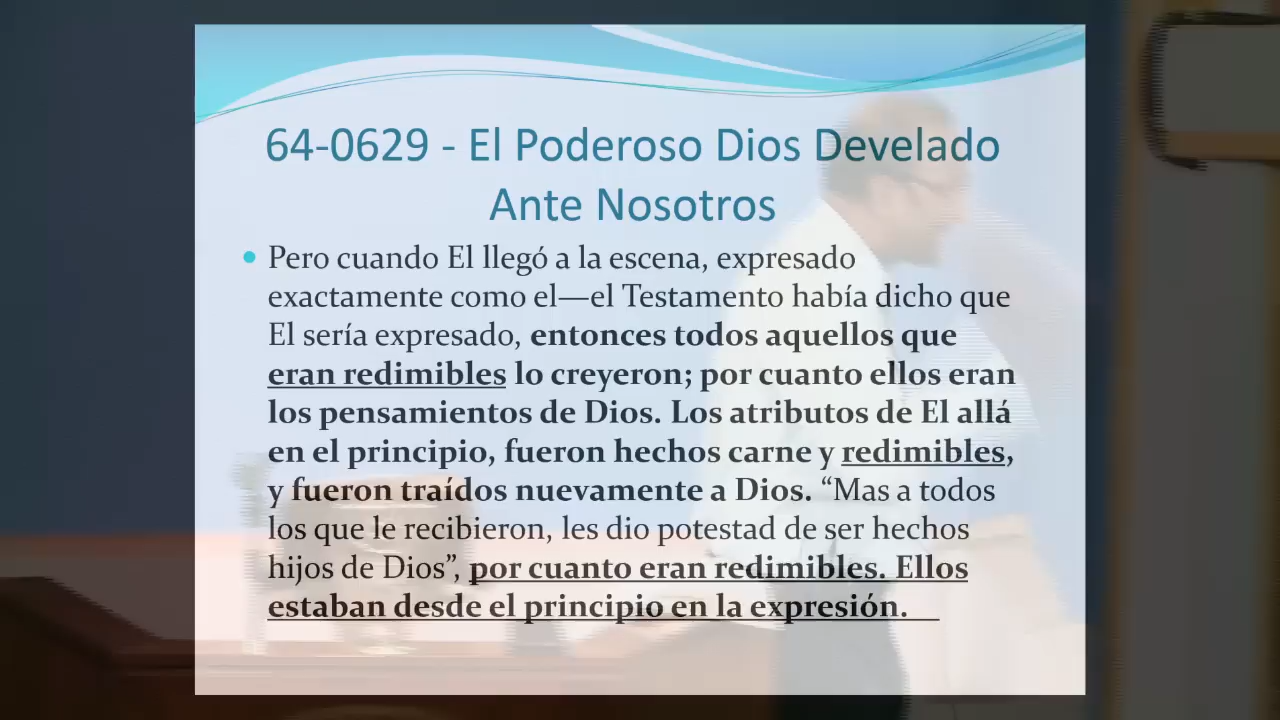 64-0629 - El Poderoso Dios Develado
Ante Nosotros
• Pero cuando El llegó a la escena, expresado
exactamente como el—el Testamento había dicho que
El sería expresado, entonces todos aquellos que
eran redimibles lo creyeron; por cuanto ellos eran
los pensamientos de Dios. Los atributos de El allá
en el principio, fueron hechos carne y redimibles,
y fueron traídos nuevamente a Dios. “Mas a todos
los que le recibieron, les dio potestad de ser hechos
hijos de Dios”, por cuanto eran redimibles. Ellos
estaban desde el principio en la expresión.